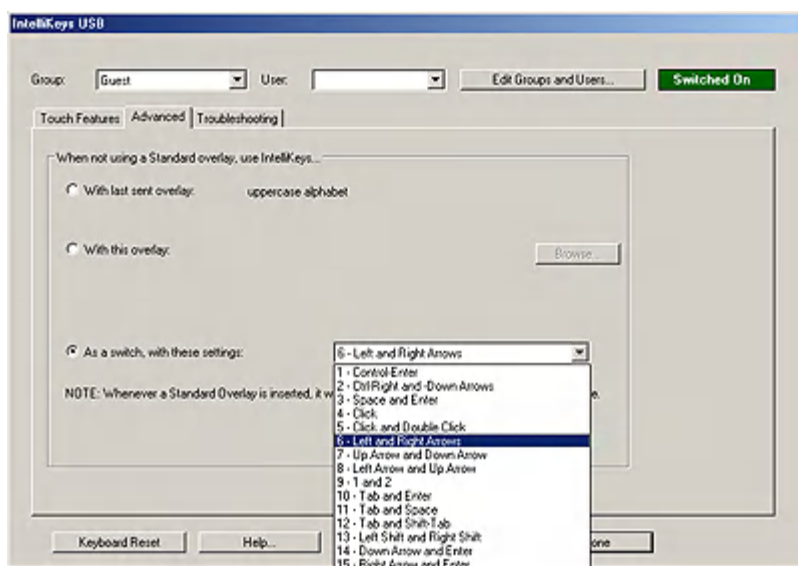 IntelliKeys USB
Group: Guest User: Edit Groups and Users... Switched On
Touch Features Advanced Troubleshooting
When not using a Standard overlay, use IntelliKeys...
With last sent overlay: uppercase alphabet
With this overlay: Browse...
As a switch, with these settings: 6 - Left and Right Arrows
NOTE: Whenever a Standard Overlay is inserted, it w e.
1 - Control-Enter
2 - Ctrl-Right and -Down Arrows
3 - Space and Enter
4 - Click
5 - Click and Double Click
6 - Left and Right Arrows
7 - Up Arrow and Down Arrow
8 - Left Arrow and Up Arrow
9 - 1 and 2
10 - Tab and Enter
11 - Tab and Space
12 - Tab and Shift-Tab
13 - Left Shift and Right Shift
14 - Down Arrow and Enter
15 - Right Arrow and Enter
Keyboard Reset Help... one